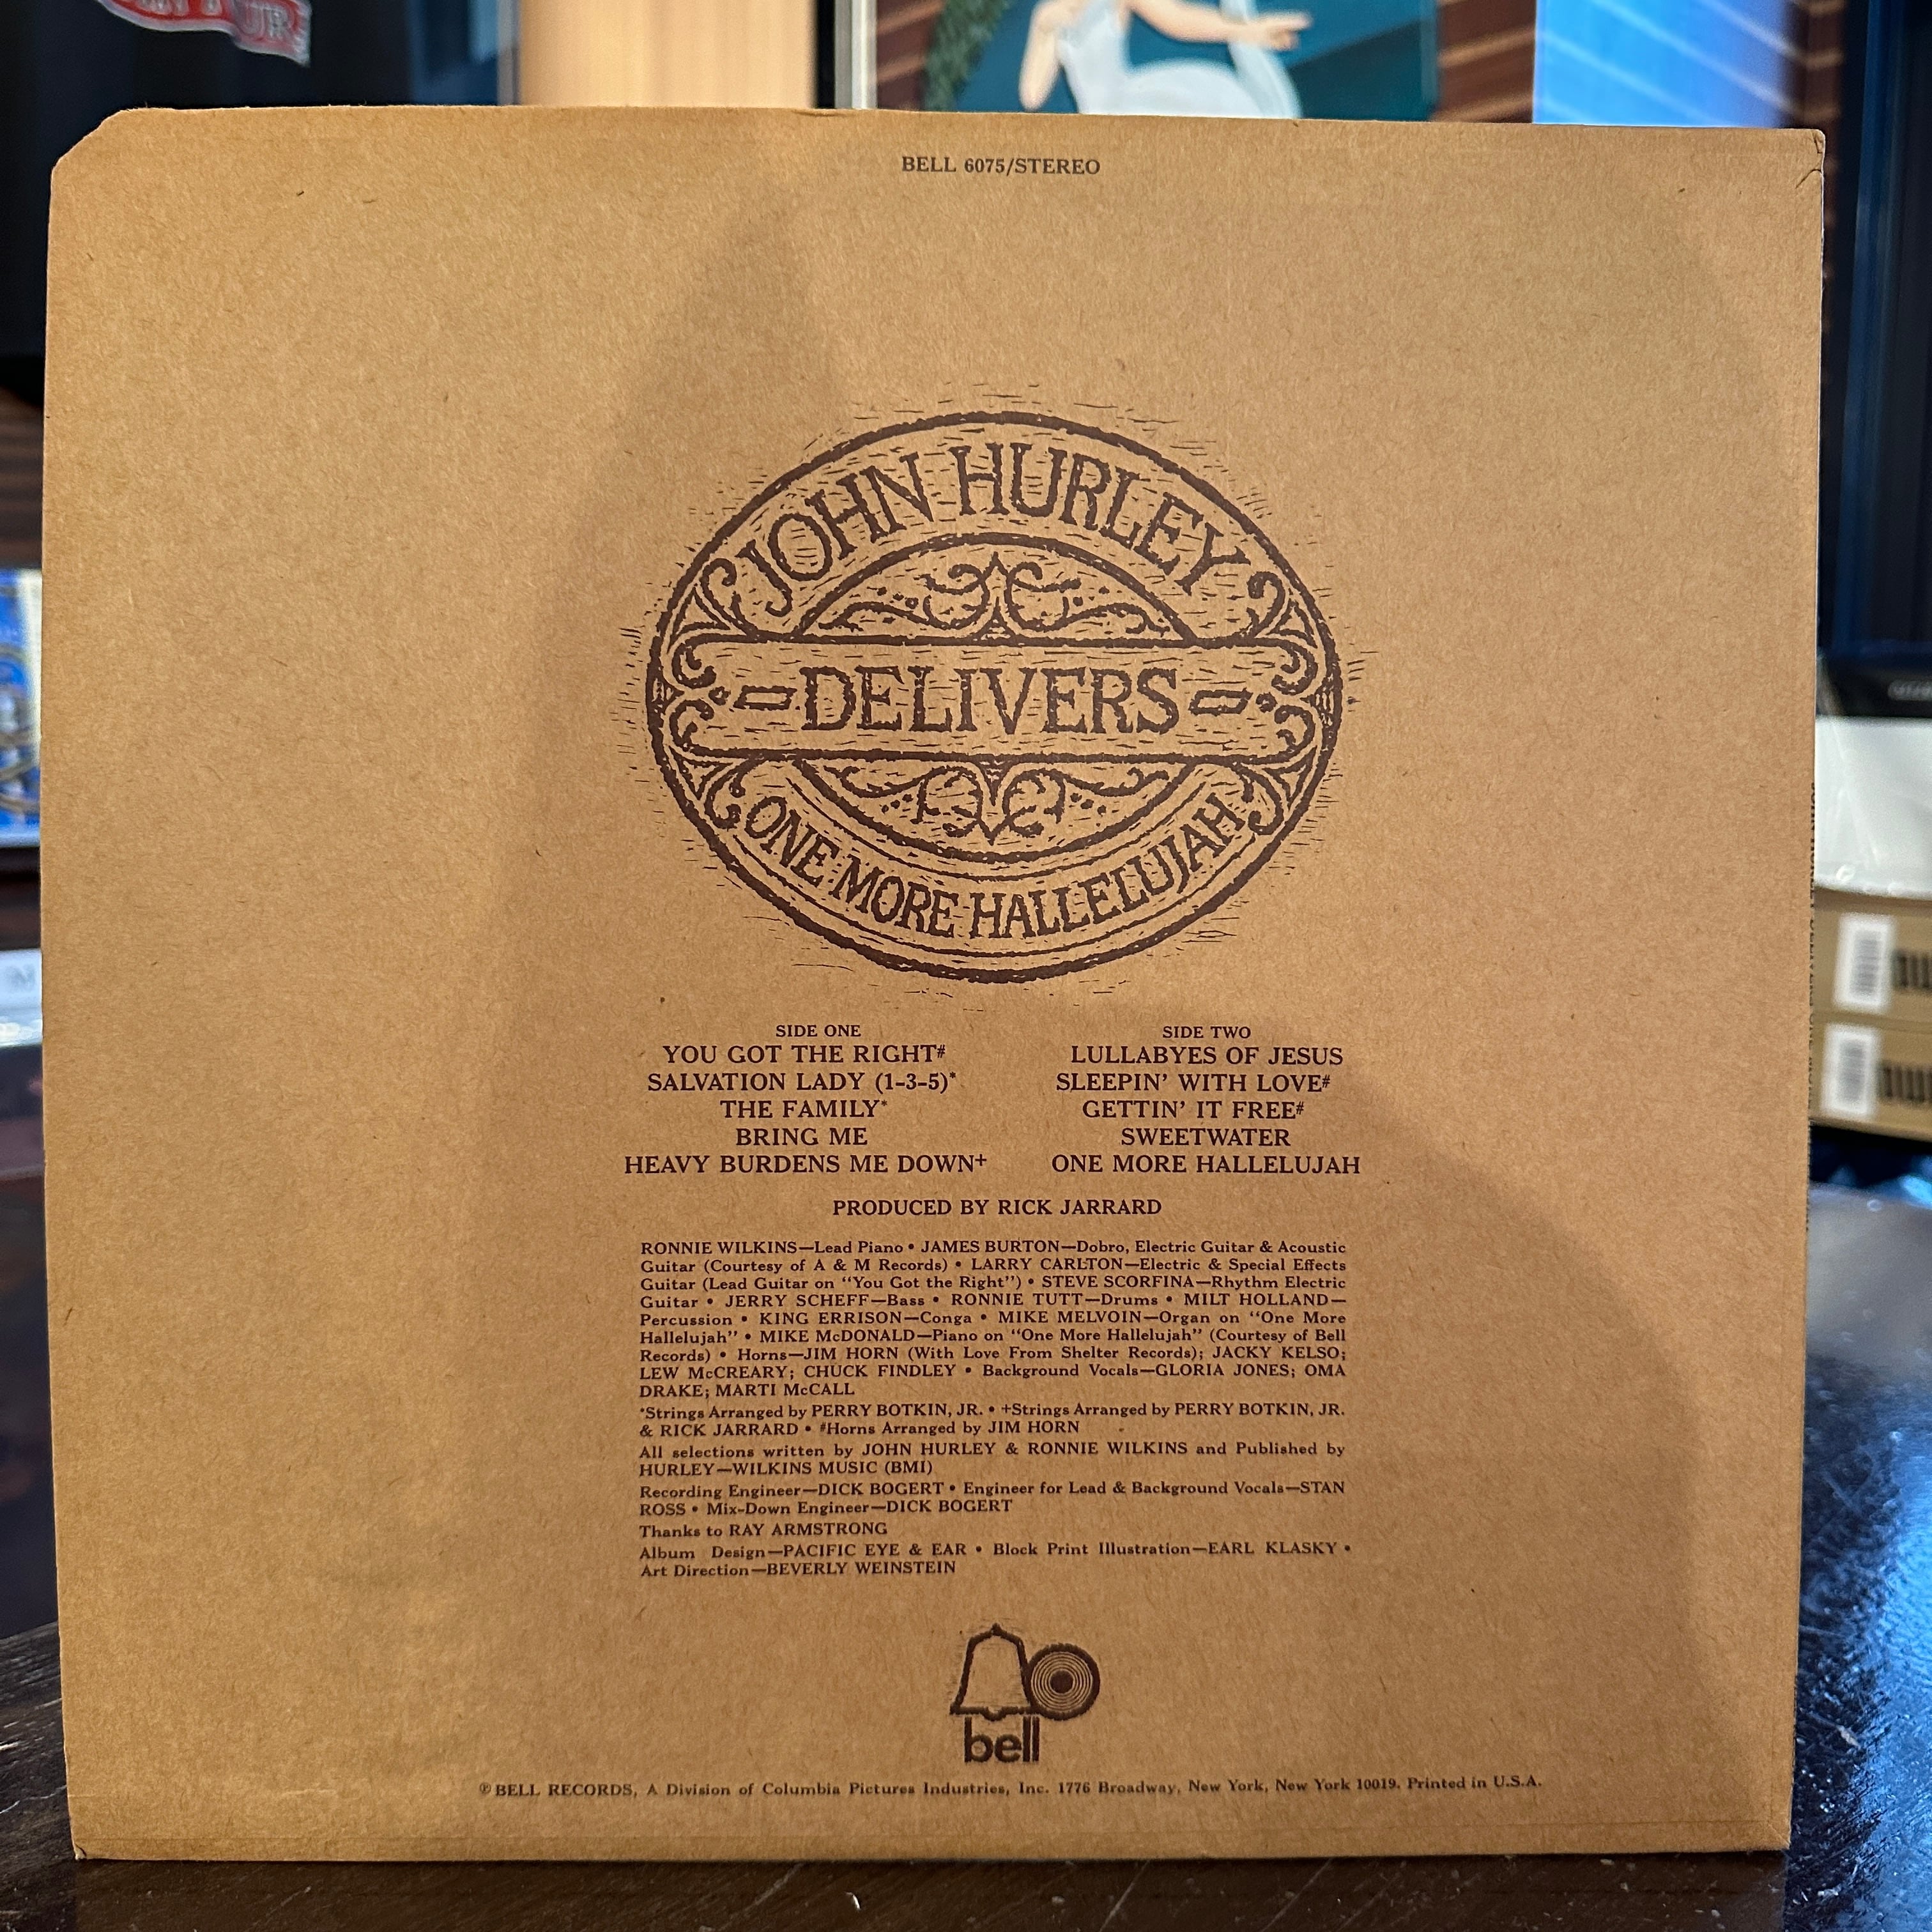 BELL 6075/STEREO
JOHN HURLEY
DELIVERS
ONE MORE HALLELUJAH
SIDE ONE
YOU GOT THE RIGHT#
SALVATION LADY (1-3-5)*
THE FAMILY*
BRING ME
HEAVY BURDENS ME DOWN+
SIDE TWO
LULLABYES OF JESUS
SLEEPIN' WITH LOVE#
GETTIN' IT FREE#
SWEETWATER
ONE MORE HALLELUJAH
PRODUCED BY RICK JARRARD
RONNIE WILKINS—Lead Piano • JAMES BURTON—Dobro, Electric Guitar & Acoustic
Guitar (Courtesy of A & M Records) • LARRY CARLTON—Electric & Special Effects
Guitar (Lead Guitar on "You Got the Right") • STEVE SCORFINA—Rhythm Electric
Guitar • JERRY SCHEFF—Bass • RONNIE TUTT—Drums • MILT HOLLAND—
Percussion • KING ERRISON—Conga • MIKE MELVOIN—Organ on "One More
Hallelujah" • MIKE McDONALD—Piano on "One More Hallelujah" (Courtesy of Bell
Records) • Horns—JIM HORN (With Love From Shelter Records); JACKY KELSO;
LEW McCREARY; CHUCK FINDLEY • Background Vocals—GLORIA JONES; OMA
DRAKE; MARTI McCALL
*Strings Arranged by PERRY BOTKIN, JR. • +Strings Arranged by PERRY BOTKIN, JR.
& RICK JARRARD • #Horns Arranged by JIM HORN
All selections written by JOHN HURLEY & RONNIE WILKINS and Published by
HURLEY—WILKINS MUSIC (BMI)
Recording Engineer—DICK BOGERT • Engineer for Lead & Background Vocals—STAN
ROSS • Mix-Down Engineer—DICK BOGERT
Thanks to RAY ARMSTRONG
Album Design—PACIFIC EYE & EAR • Block Print Illustration—EARL KLASKY •
Art Direction—BEVERLY WEINSTEIN
bell
℗ BELL RECORDS, A Division of Columbia Pictures Industries, Inc. 1776 Broadway, New York, New York 10019. Printed in U.S.A.